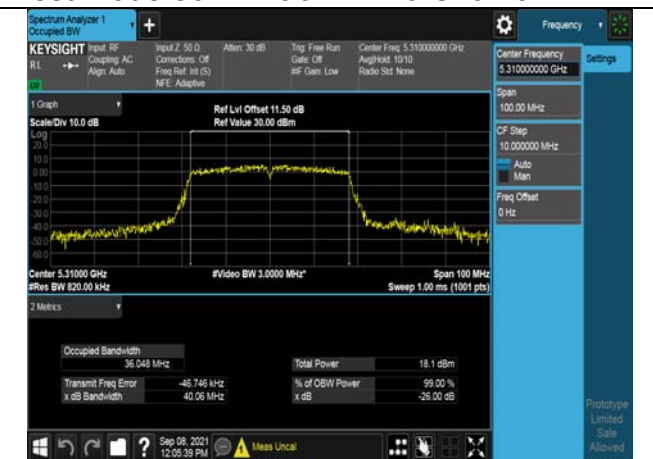 Spectrum Analyzer 1
Occupied BW
+
Frequency
KEYSIGHT
RL
Input: RF
Coupling: AC
Align: Auto
Input Z: 50 Ω
Corrections: Off
Freq Ref: Int (S)
NFE: Adaptive
Atten: 30 dB
Trig: Free Run
Gate: Off
#IF Gain: Low
Center Freq: 5.310000000 GHz
Avg|Hold: 10/10
Radio Std: None
Center Frequency
5.310000000 GHz
Settings
Span
100.00 MHz
CF Step
10.000000 MHz
Auto
Man
Freq Offset
0 Hz
1 Graph
Scale/Div 10.0 dB
Ref Lvl Offset 11.50 dB
Ref Value 30.00 dBm
Log
20.0
10.0
0.00
-10.0
-20.0
-30.0
-40.0
-50.0
-60.0
Center 5.31000 GHz
#Video BW 3.0000 MHz*
Span 100 MHz
#Res BW 820.00 kHz
Sweep 1.00 ms (1001 pts)
2 Metrics
Occupied Bandwidth
36.048 MHz
Total Power 18.1 dBm
Transmit Freq Error -46.746 kHz
% of OBW Power 99.00 %
x dB Bandwidth 40.06 MHz
x dB -26.00 dB
Prototype
Limited
Sale
Allowed
?
Sep 08, 2021
12:05:39 PM
Meas Uncal